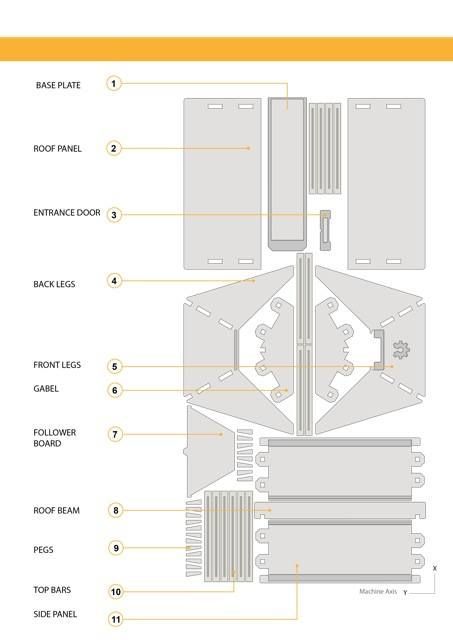 BASE PLATE 1
ROOF PANEL 2
ENTRANCE DOOR 3
BACK LEGS 4
FRONT LEGS 5
GABEL 6
FOLLOWER 7
BOARD
ROOF BEAM 8
PEGS 9
TOP BARS 10
SIDE PANEL 11
X
Machine Axis Y